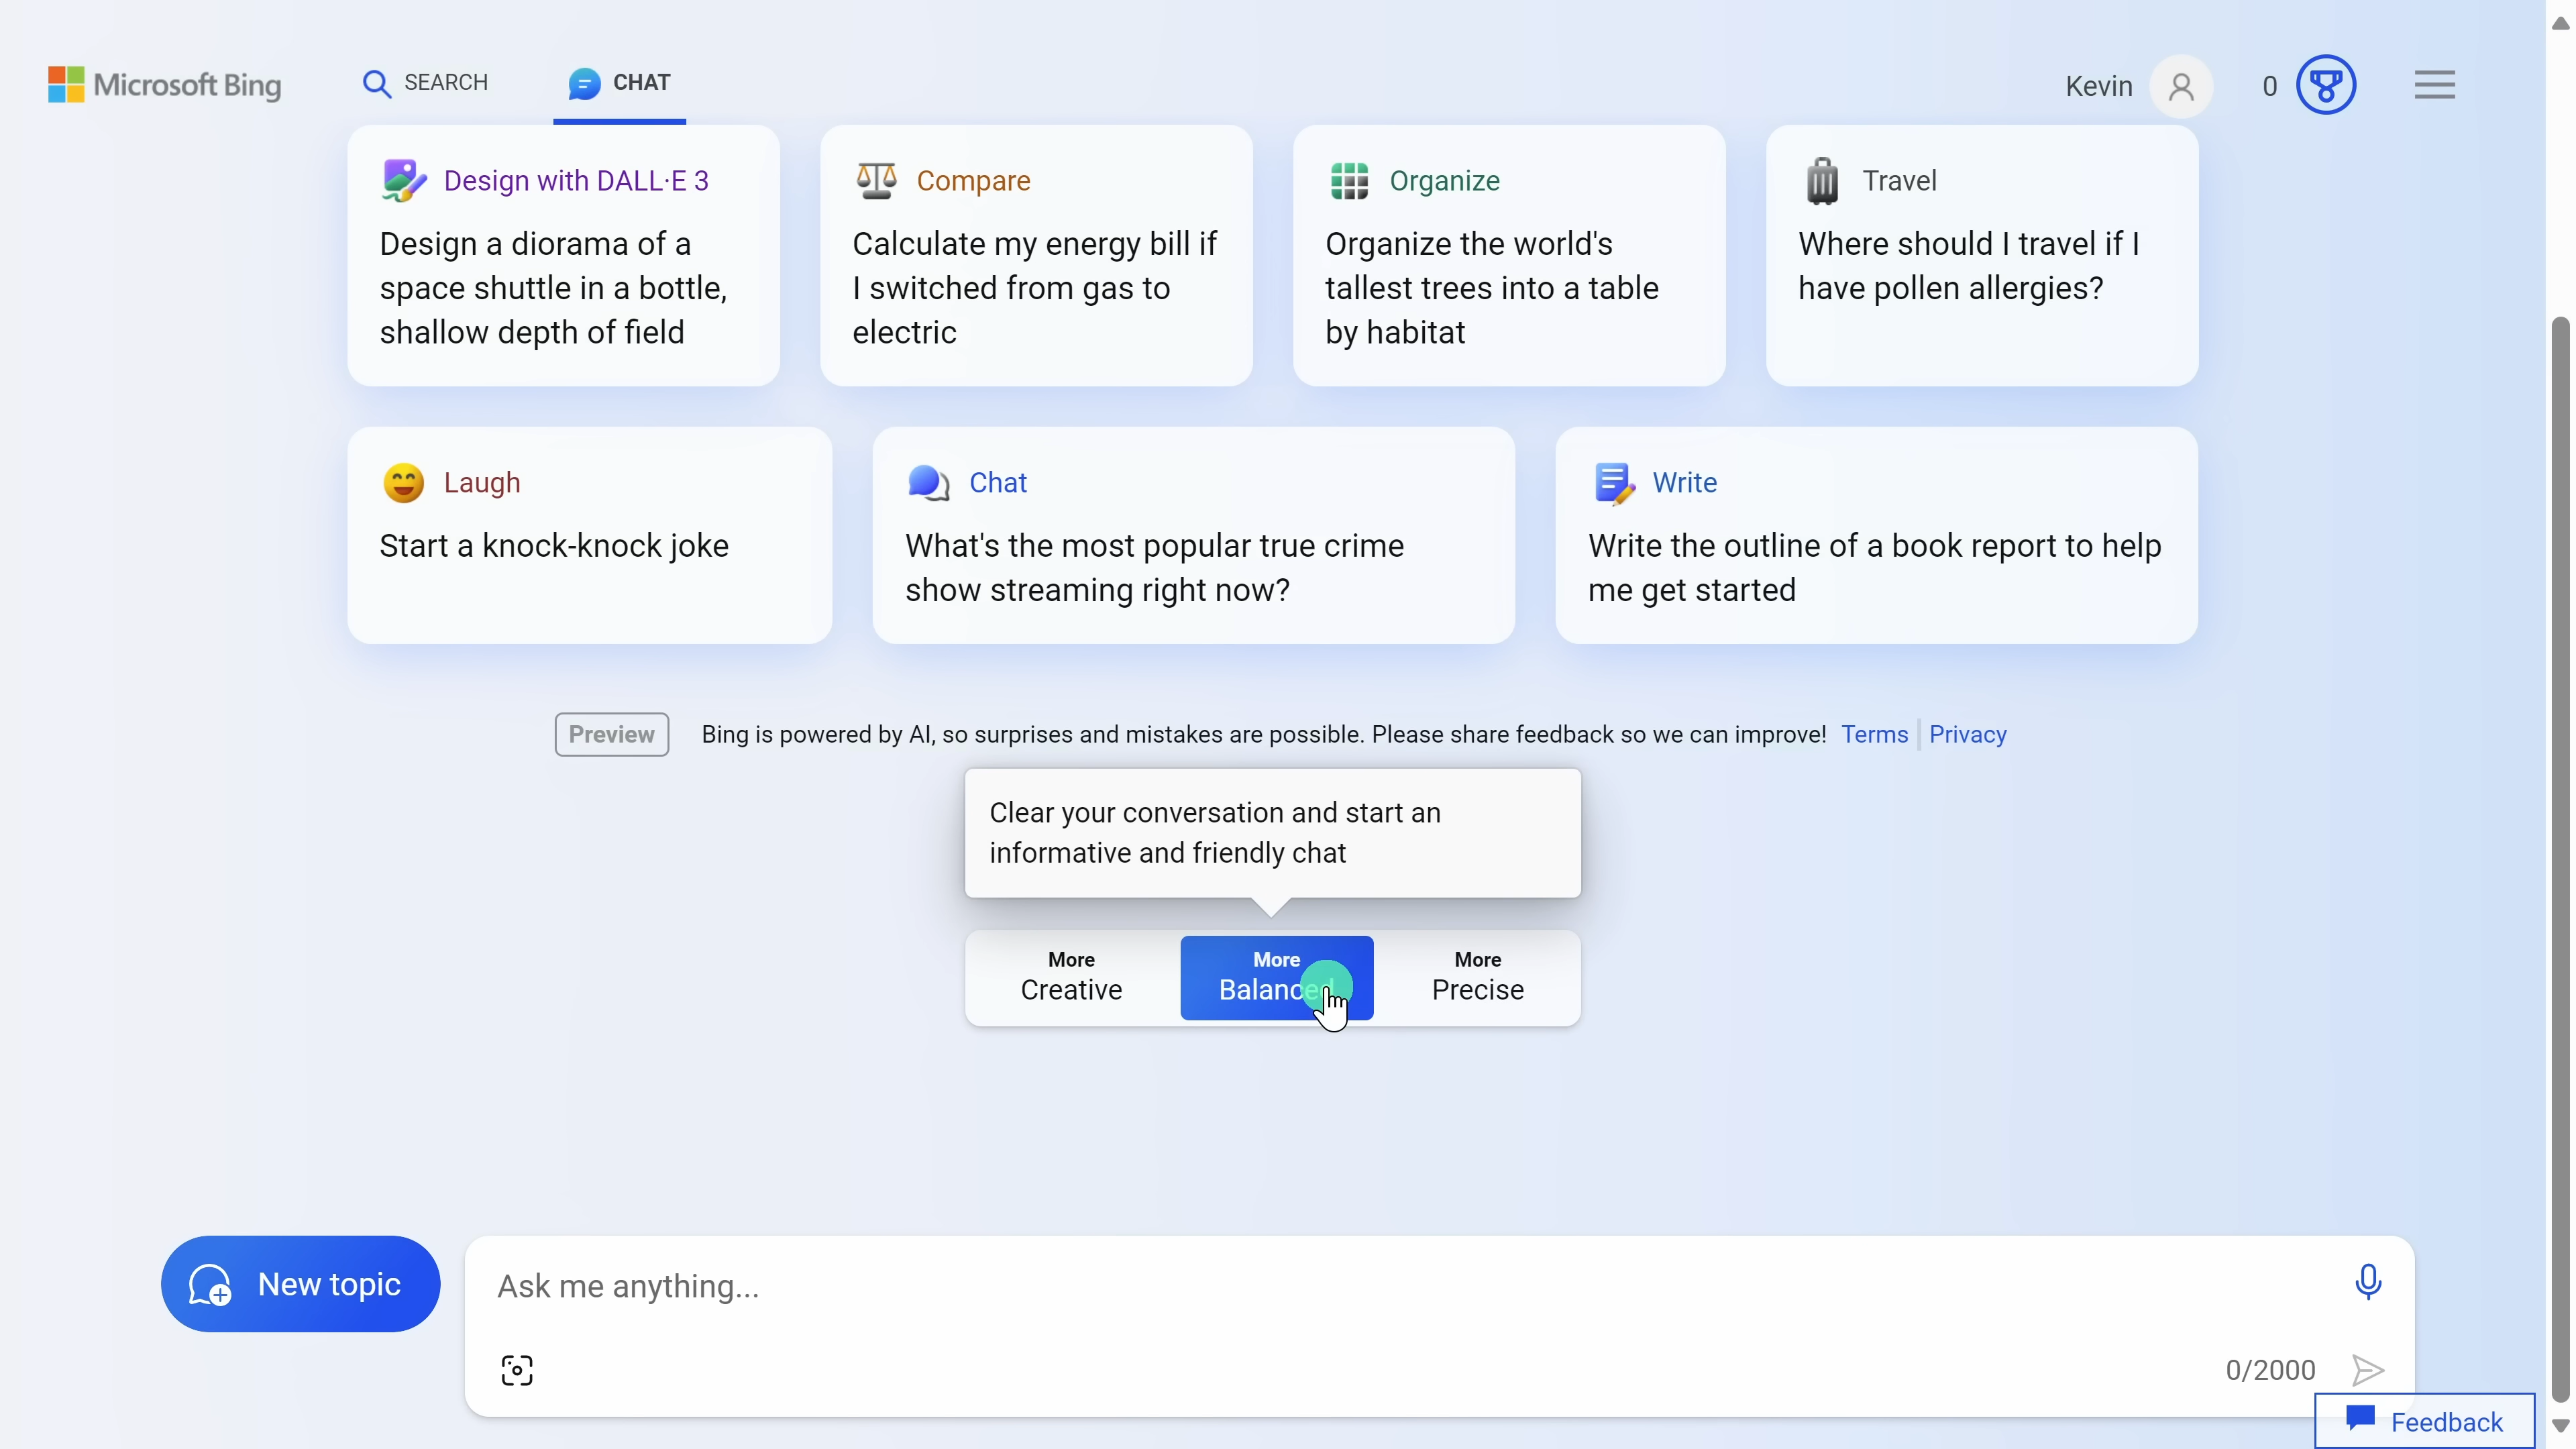 Microsoft Bing
SEARCH
CHAT
Kevin
0
Design with DALL·E 3
Design a diorama of a
space shuttle in a bottle,
shallow depth of field
Compare
Calculate my energy bill if
I switched from gas to
electric
Organize
Organize the world's
tallest trees into a table
by habitat
Travel
Where should I travel if I
have pollen allergies?
Laugh
Start a knock-knock joke
Chat
What's the most popular true crime
show streaming right now?
Write
Write the outline of a book report to help
me get started
Preview
Bing is powered by AI, so surprises and mistakes are possible. Please share feedback so we can improve! Terms | Privacy
Clear your conversation and start an
informative and friendly chat
More
Creative
More
Balanced
More
Precise
New topic
Ask me anything...
0/2000
Feedback